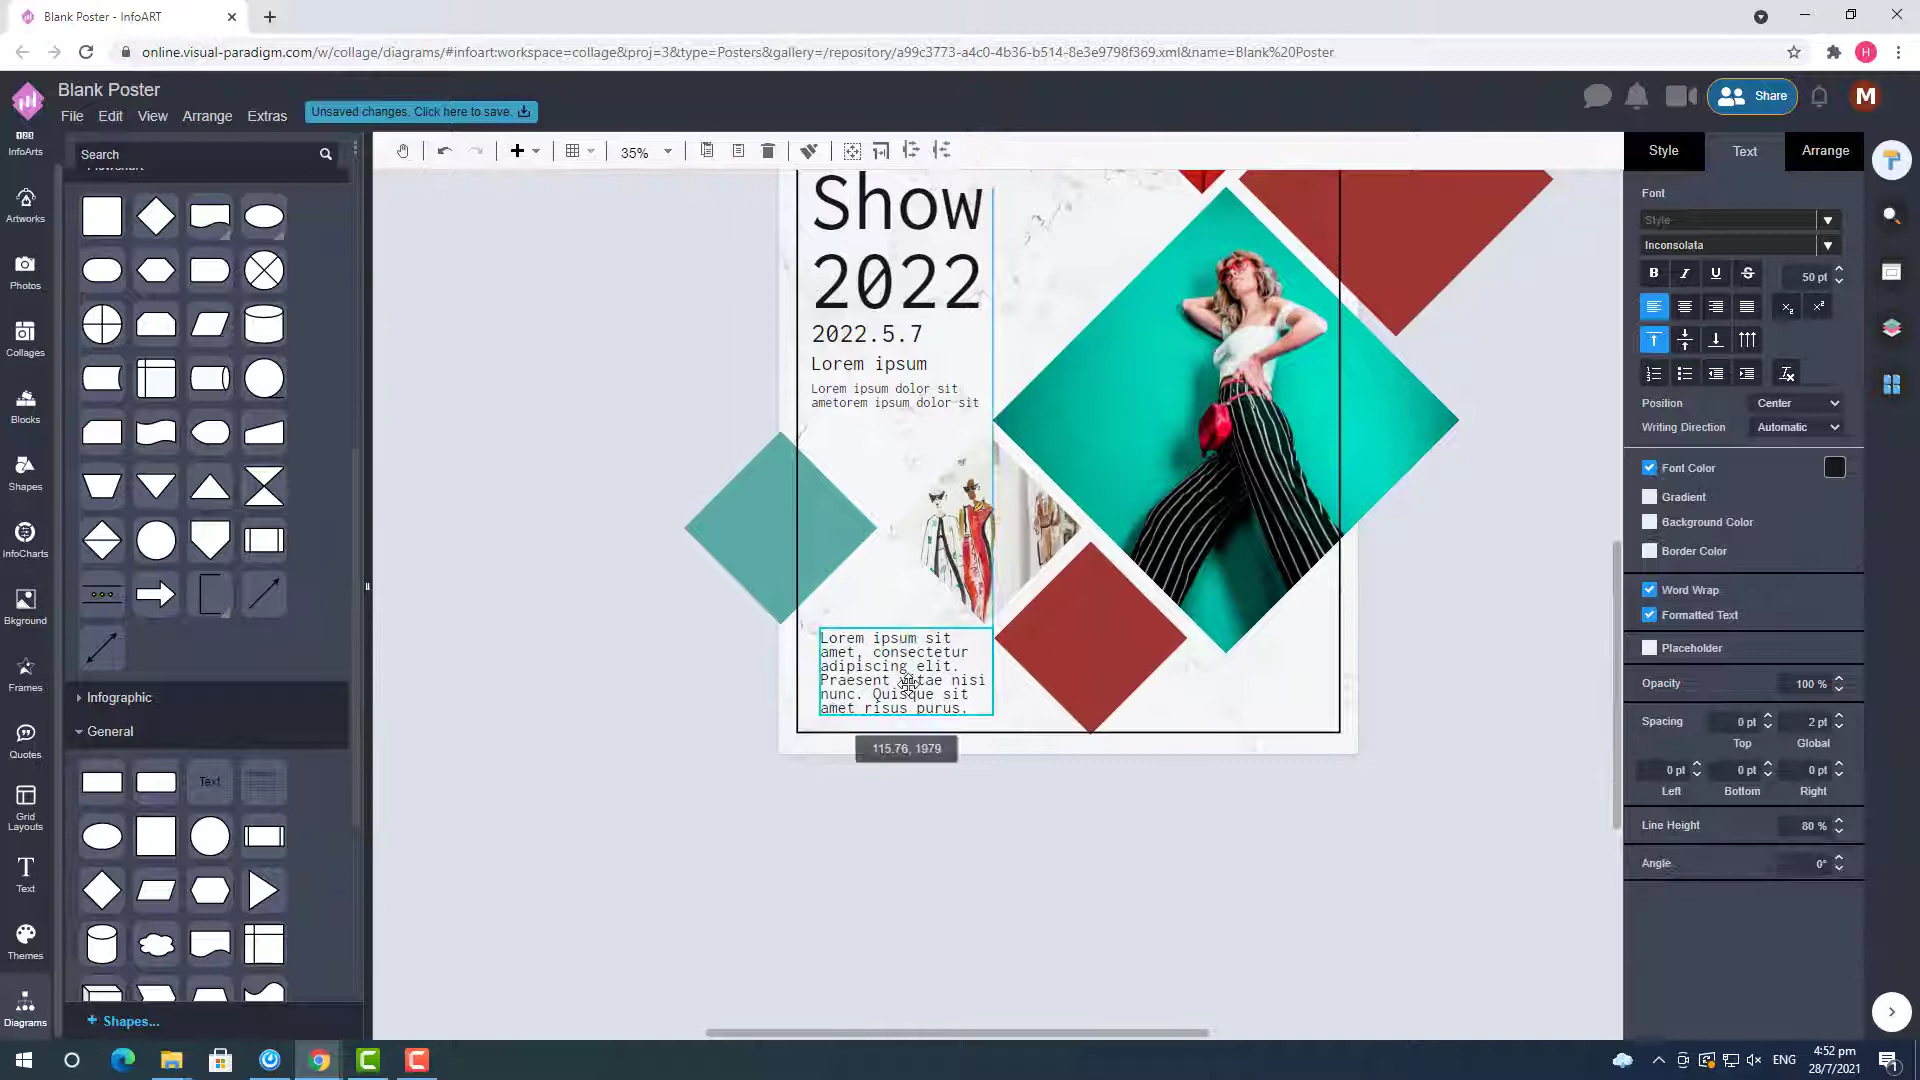 Blank Poster - InfoART
online.visual-paradigm.com/w/collage/diagrams/#infoart:workspace=collage&proj=3&type=Posters&gallery=/repository/a99c3773-a4c0-4b36-b514-8e3e9798f369.xml&name=Blank%20Poster
H
Blank Poster
File Edit View Arrange Extras
Unsaved changes. Click here to save.
Share
M
InfoArts
Artworks
Photos
Collages
Blocks
Shapes
InfoCharts
Bkground
Frames
Quotes
Grid
Layouts
Text
Themes
Diagrams
Search
Flowchart
Infographic
General
Text
+ Shapes...
35%
Show
2022
2022.5.7
Lorem ipsum
Lorem ipsum dolor sit
ametorem ipsum dolor sit
Lorem ipsum sit
amet, consectetur
adipiscing elit.
Praesent vitae nisi
nunc. Quisque sit
amet risus purus.
115.76, 1979
Style Text Arrange
Font
Style
Inconsolata
B I U S 50 pt
Position Center
Writing Direction Automatic
Font Color
Gradient
Background Color
Border Color
Word Wrap
Formatted Text
Placeholder
Opacity 100 %
Spacing 0 pt 2 pt
Top Global
0 pt 0 pt 0 pt
Left Bottom Right
Line Height 80 %
Angle 0°
ENG
4:52 pm
28/7/2021
1